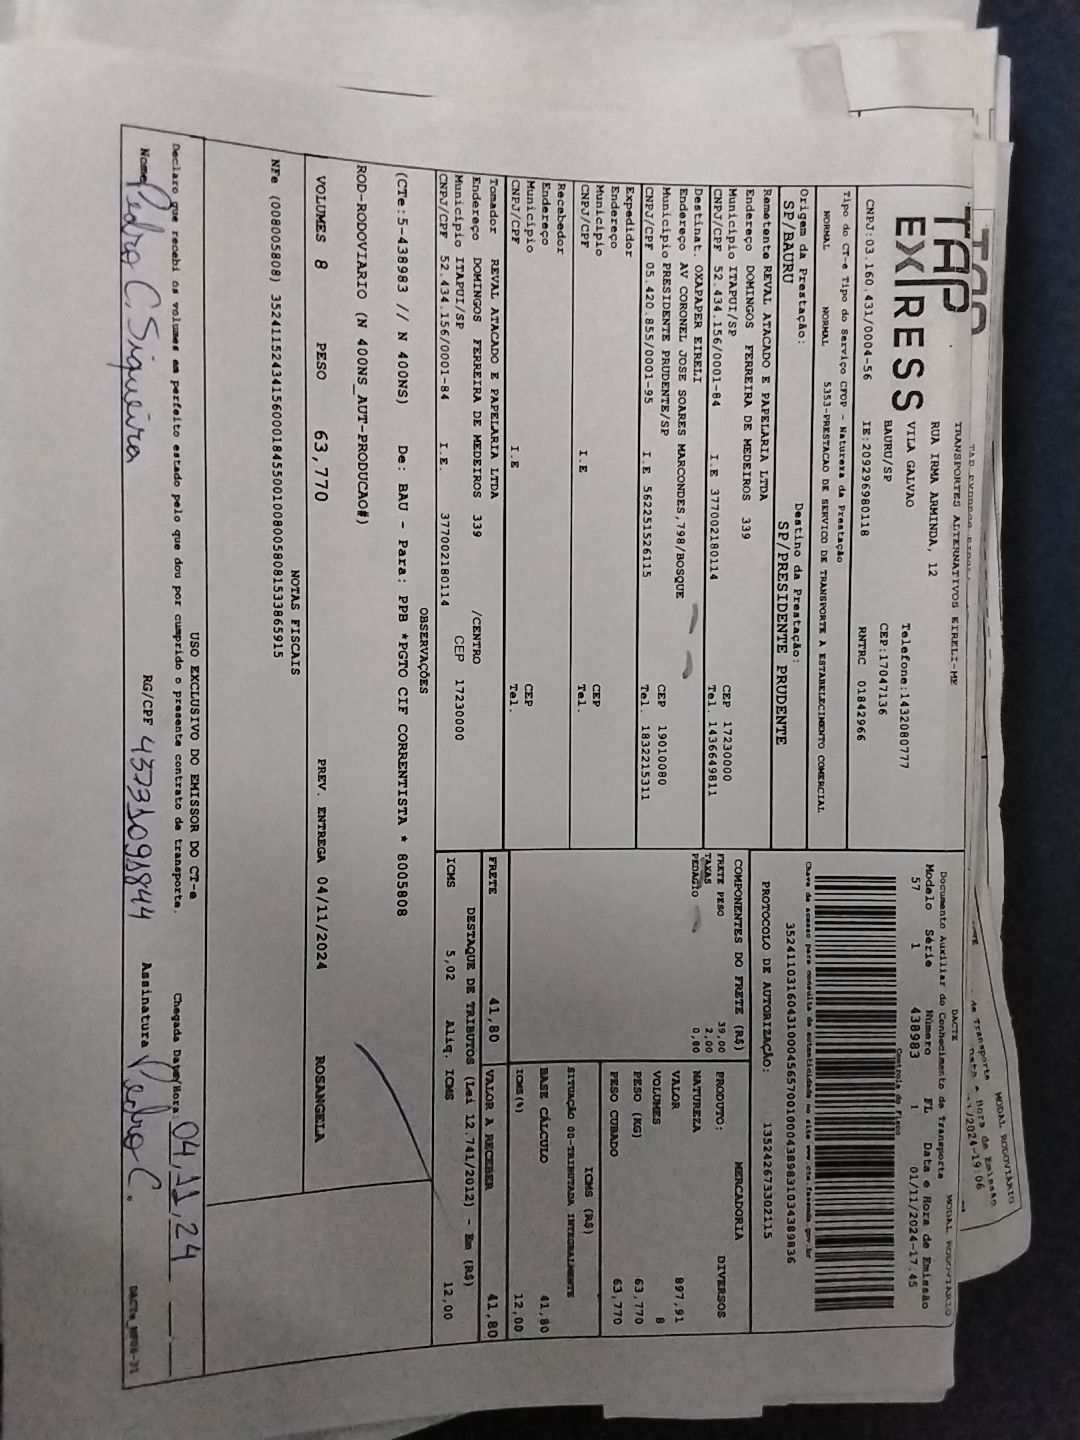 TAP
EXPRESS
TRANSPORTES ALTERNATIVOS EIRELI-ME
RUA IRMA ARMINDA, 12
VILA GALVAO
BAURU/SP
Telefone:1432080777
CEP:17047136
CNPJ:03.160.431/0004-56 IE:209296980118 RNTRC 01842966
Tipo do CT-e Tipo do Serviço CFOP - Natureza da Prestação
NORMAL NORMAL 5353-PRESTACAO DE SERVICO DE TRANSPORTE A ESTABELECIMENTO COMERCIAL
Origem da Prestação: Destino da Prestação:
SP/BAURU SP/PRESIDENTE PRUDENTE
Remetente REVAL ATACADO E PAPELARIA LTDA
Endereço DOMINGOS FERREIRA DE MEDEIROS 339
Município ITAPUI/SP CEP 17230000
CNPJ/CPF 52.434.156/0001-84 I.E 377002180114 Tel. 1436649811
Destinat. OXAPAPER EIRELI
Endereço AV CORONEL JOSE SOARES MARCONDES,798/BOSQUE
Município PRESIDENTE PRUDENTE/SP CEP 19010080
CNPJ/CPF 05.420.855/0001-95 I.E 562251526115 Tel. 1832215311
Expedidor
Endereço
Município CEP
CNPJ/CPF I.E Tel.
Recebedor
Endereço
Município CEP
CNPJ/CPF I.E Tel.
Tomador REVAL ATACADO E PAPELARIA LTDA
Endereço DOMINGOS FERREIRA DE MEDEIROS 339 /CENTRO
Município ITAPUI/SP CEP 17230000
CNPJ/CPF 52.434.156/0001-84 I.E. 377002180114
DACTE MODAL RODOVIARIO
Documento Auxiliar do Conhecimento de Transporte
Modelo Série Número FL Data e Hora de Emissão
57 1 438983 1 01/11/2024-17:45
Controle do Fisco
Chave de acesso para consulta de autenticidade no site www.cte.fazenda.gov.br
35241103160431000456570010004389831034389836
PROTOCOLO DE AUTORIZAÇÃO: 135242673302115
COMPONENTES DO FRETE (R$)
FRETE PESO 39,00
TAXAS 2,00
PEDAGIO 0,80
MERCADORIA
PRODUTO: DIVERSOS
NATUREZA
VALOR 897,91
VOLUMES 8
PESO (KG) 63,770
PESO CUBADO 63,770
ICMS (R$)
SITUAÇÃO 00-TRIBUTADA INTEGRALMENTE
BASE CÁLCULO 41,80
ICMS(%) 12,00
FRETE 41,80 VALOR A RECEBER 41,80
DESTAQUE DE TRIBUTOS (Lei 12.741/2012) - Em (R$)
ICMS 5,02 Aliq. ICMS 12,00
OBSERVAÇÕES
(CTe:5-438983 // N 400NS) De: BAU - Para: PPB *PGTO CIF CORRENTISTA * 8005808
ROD-RODOVIARIO (N 400NS_AUT-PRODUCAO#)
VOLUMES 8 PESO 63,770 PREV. ENTREGA 04/11/2024 ROSANGELA
NOTAS FISCAIS
NFe (008005808) 35241152434156000184550010080058081533865915
USO EXCLUSIVO DO EMISSOR DO CT-e
Declaro que recebi os volumes em perfeito estado pelo que dou por cumprido o presente contrato de transporte. Chegada Data/Hora: 04,11,24
Nome Pedro C. Siqueira RG/CPF 43731091844 Assinatura Pedro C.
MODAL RODOVIARIO
de Transporte
Data e Hora de Emissão
/2024-19:06